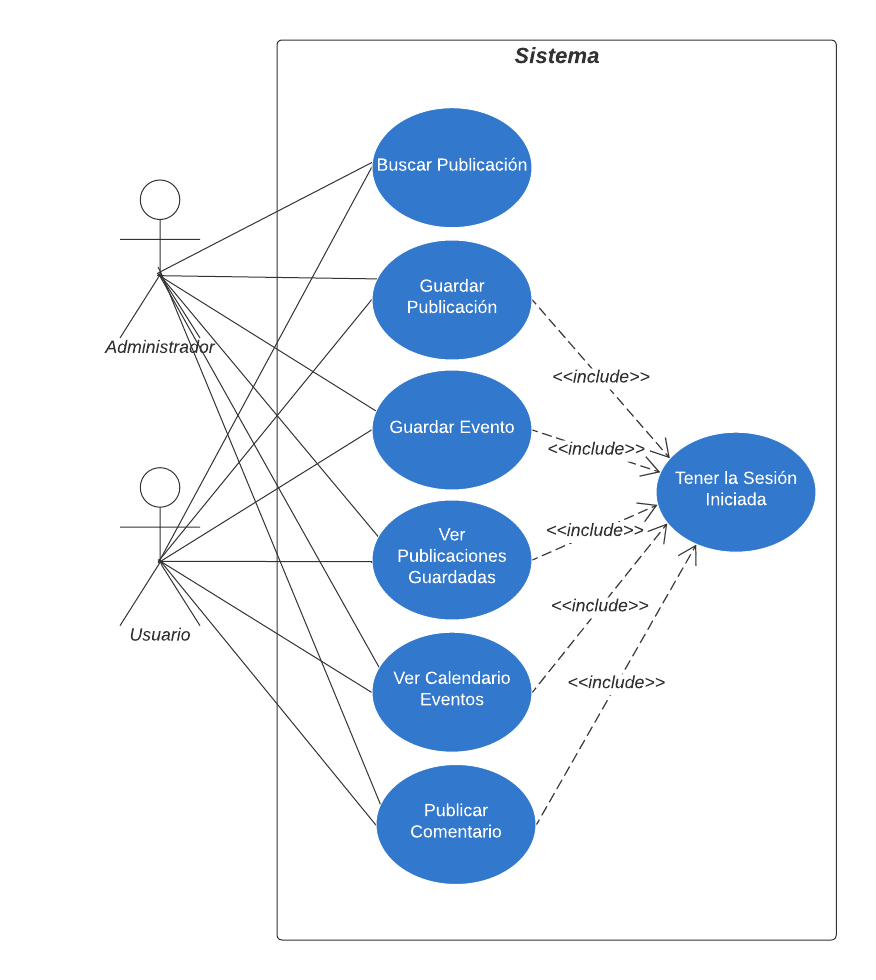 Sistema
Buscar Publicación
Guardar
Publicación
Administrador
<<include>>
Guardar Evento
<<include>>
Tener la Sesión
Iniciada
Ver
Publicaciones
Guardadas
<<include>>
<<include>>
Usuario
Ver Calendario
Eventos
<<include>>
Publicar
Comentario